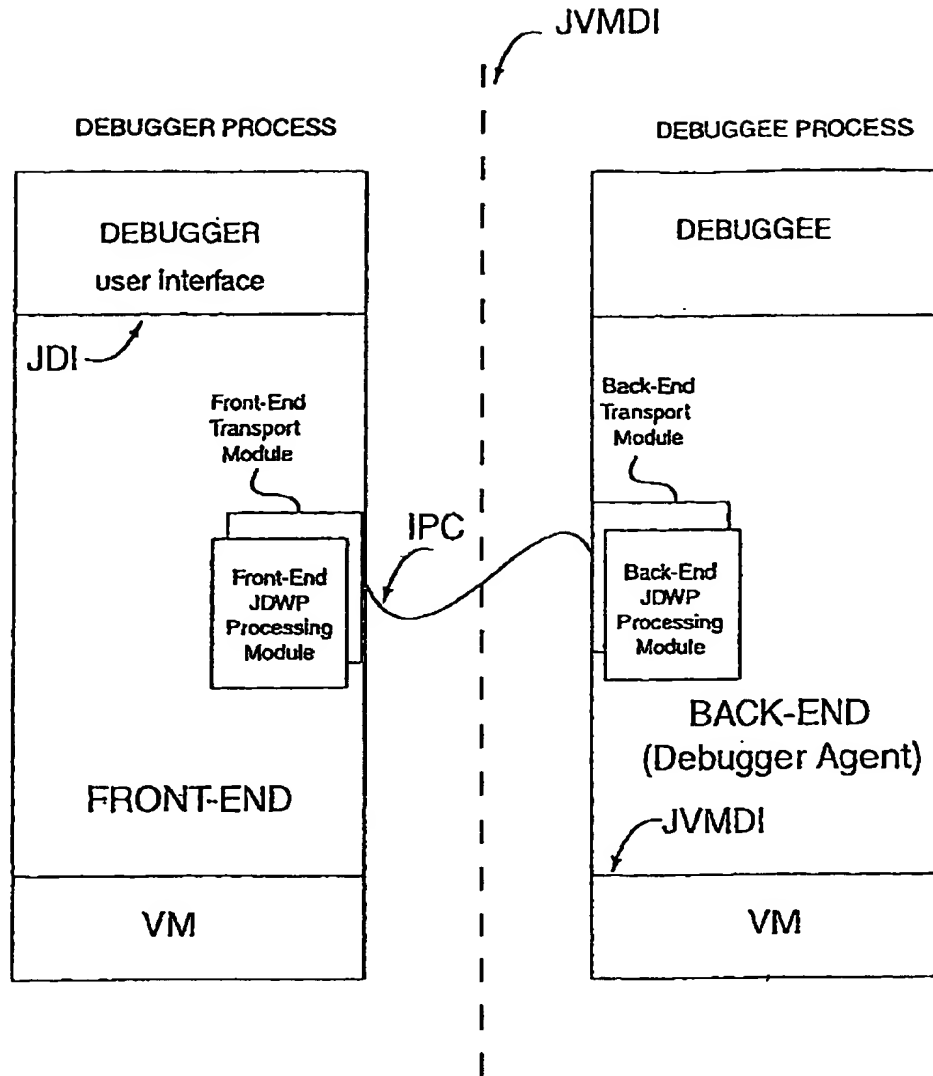 JVMDI
DEBUGGER PROCESS
DEBUGGEE PROCESS
DEBUGGER
user interface
DEBUGGEE
JDI
Front-End
Transport
Module
Back-End
Transport
Module
IPC
Front-End
JDWP
Processing
Module
Back-End
JDWP
Processing
Module
BACK-END
(Debugger Agent)
FRONT-END
JVMDI
VM
VM